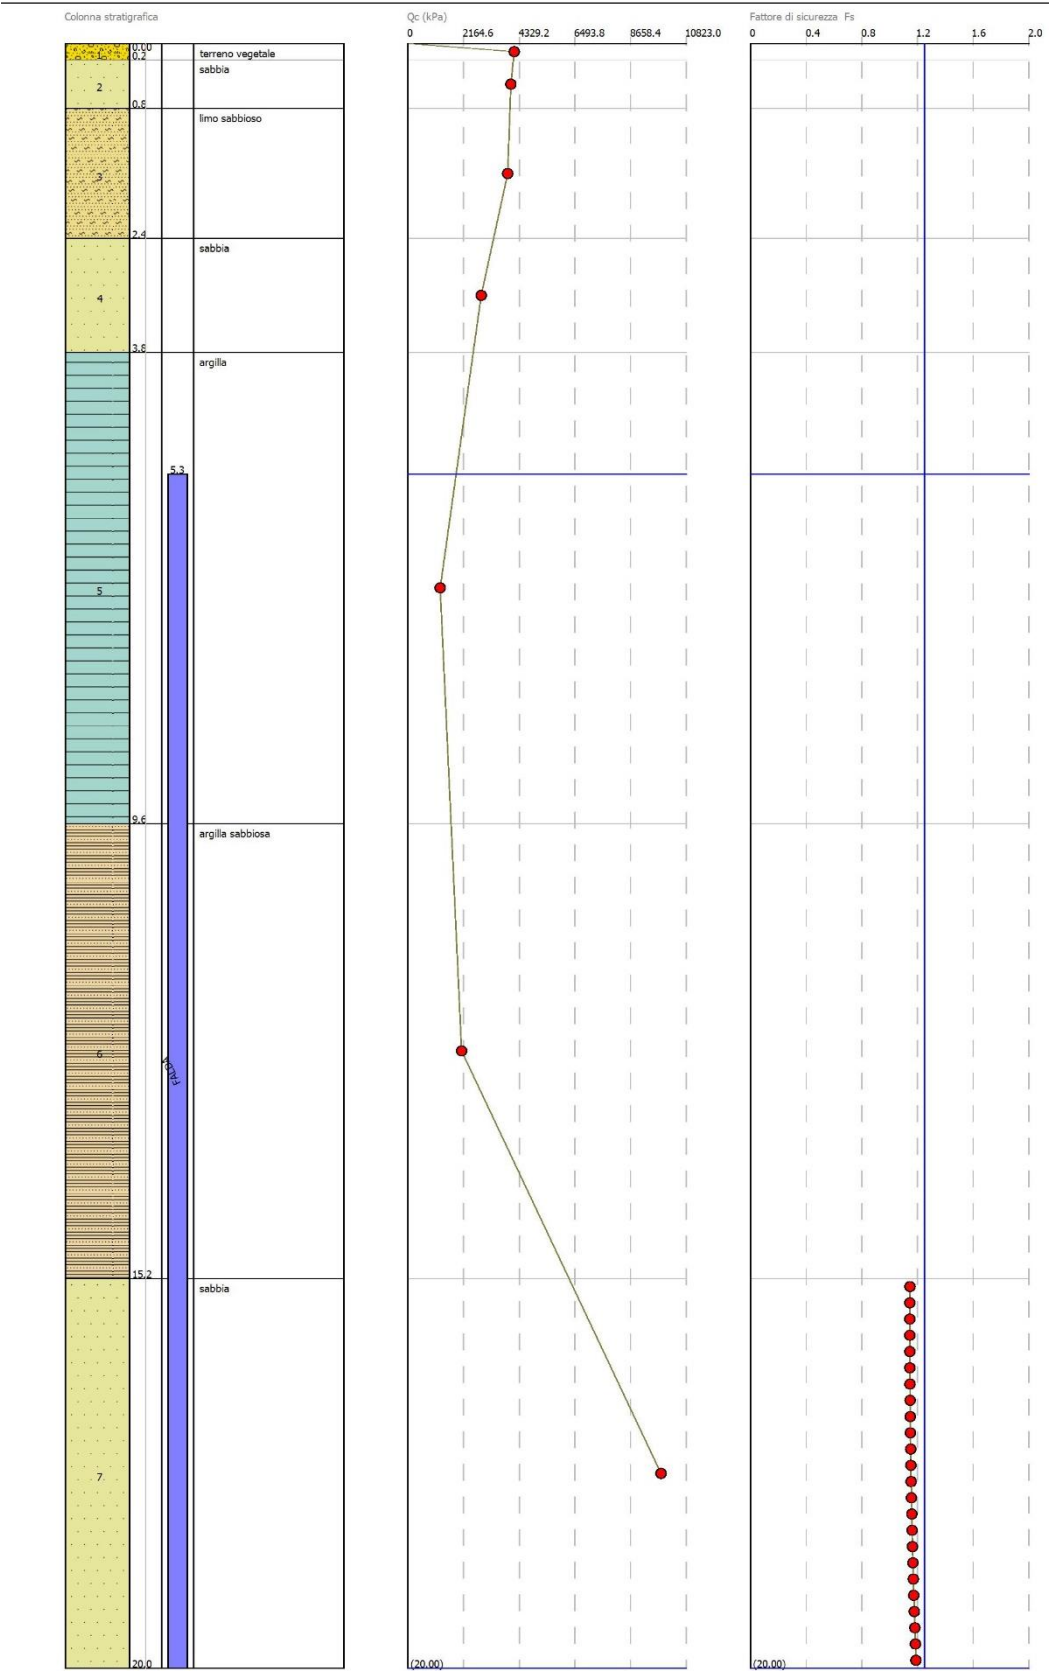 Colonna stratigrafica
Qc (kPa)
Fattore di sicurezza Fs
0 2164.6 4329.2 6493.8 8658.4 10823.0
0 0.4 0.8 1.2 1.6 2.0
0.00
1
terreno vegetale
0.2
sabbia
2
0.8
limo sabbioso
3
2.4
sabbia
4
3.8
argilla
5.3
5
9.6
argilla sabbiosa
6
FALDA
15.2
sabbia
7
20.0
(20.00)
(20.00)